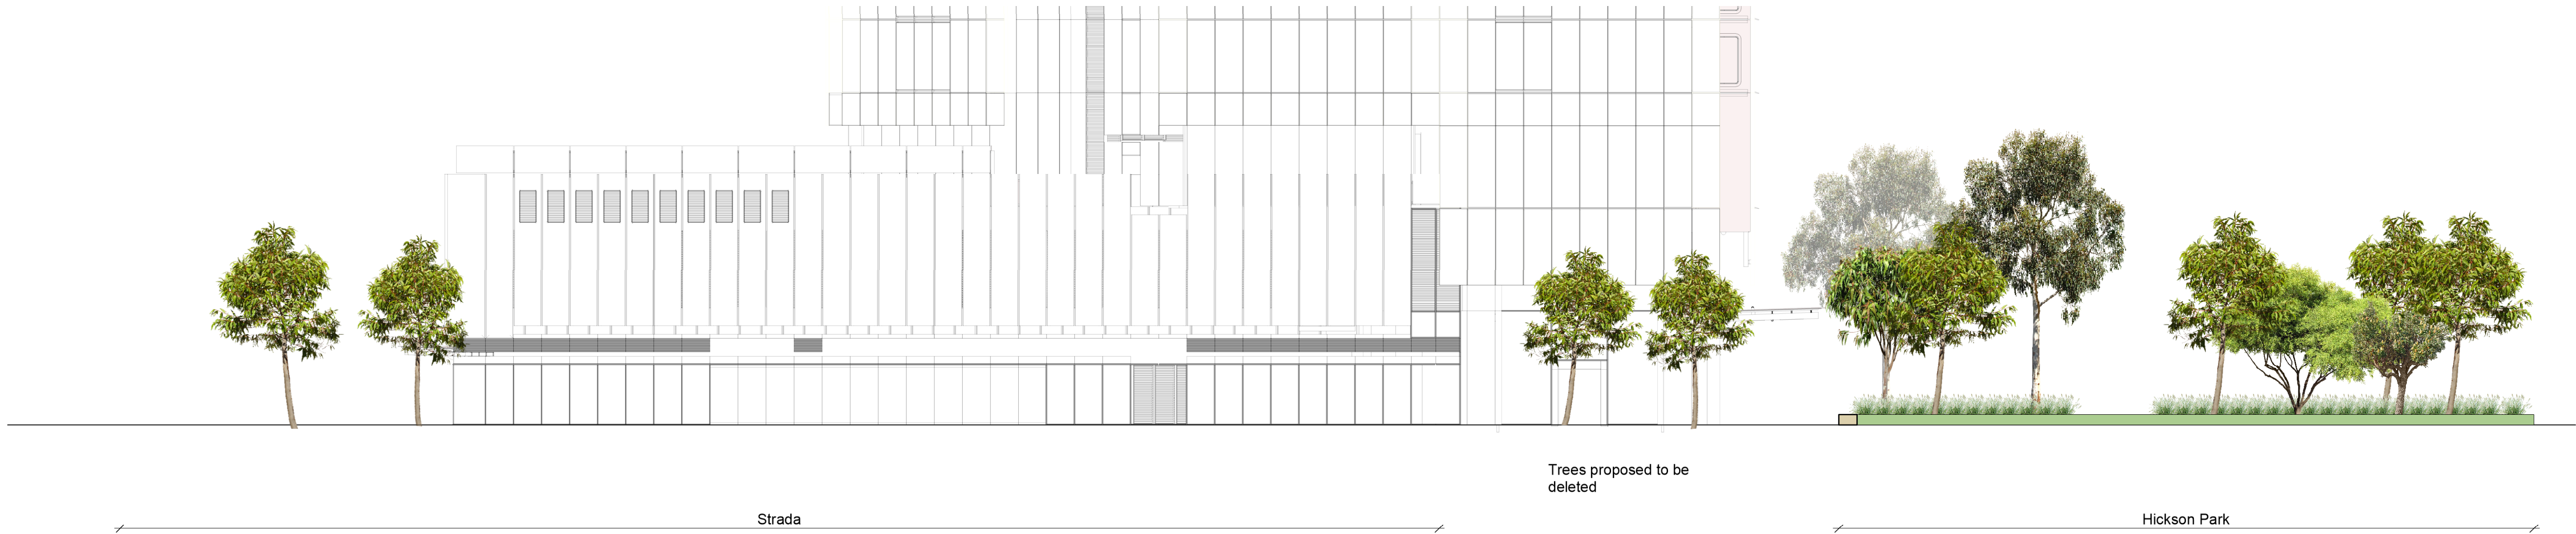 Trees proposed to be
deleted
Strada
Hickson Park